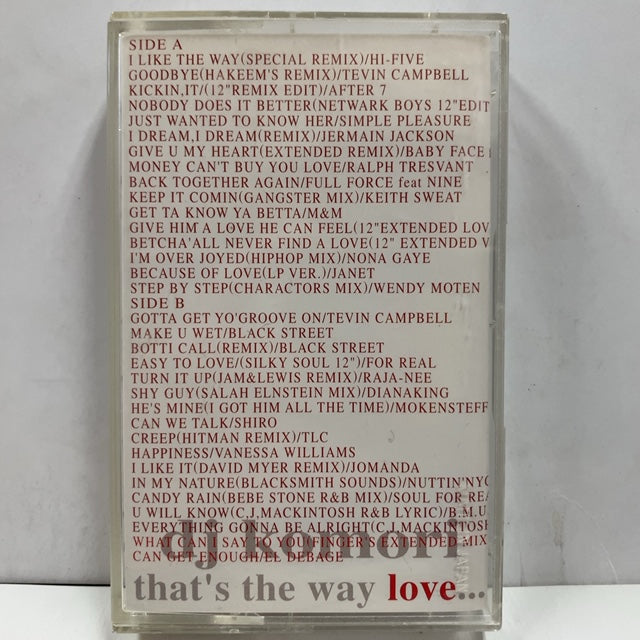 SIDE A
I LIKE THE WAY(SPECIAL REMIX)/HI-FIVE
GOODBYE(HAKEEM'S REMIX)/TEVIN CAMPBELL
KICKIN,IT/(12"REMIX EDIT)/AFTER 7
NOBODY DOES IT BETTER(NETWARK BOYS 12"EDIT
JUST WANTED TO KNOW HER/SIMPLE PLEASURE
I DREAM,I DREAM(REMIX)/JERMAIN JACKSON
GIVE U MY HEART(EXTENDED REMIX)/BABY FACE
MONEY CAN'T BUY YOU LOVE/RALPH TRESVANT
BACK TOGETHER AGAIN/FULL FORCE feat NINE
KEEP IT COMIN(GANGSTER MIX)/KEITH SWEAT
GET TA KNOW YA BETTA/M&M
GIVE HIM A LOVE HE CAN FEEL(12"EXTENDED LOV
BETCHA'ALL NEVER FIND A LOVE(12" EXTENDED V
I'M OVER JOYED(HIPHOP MIX)/NONA GAYE
BECAUSE OF LOVE(LP VER.)/JANET
STEP BY STEP(CHARACTORS MIX)/WENDY MOTEN
SIDE B
GOTTA GET YO'GROOVE ON/TEVIN CAMPBELL
MAKE U WET/BLACK STREET
BOTTI CALL(REMIX)/BLACK STREET
EASY TO LOVE/(SILKY SOUL 12")/FOR REAL
TURN IT UP(JAM&LEWIS REMIX)/RAJA-NEE
SHY GUY(SALAH ELNSTEIN MIX)/DIANAKING
HE'S MINE(I GOT HIM ALL THE TIME)/MOKENSTEFF
CAN WE TALK/SHIRO
CREEP(HITMAN REMIX)/TLC
HAPPINESS/VANESSA WILLIAMS
I LIKE IT(DAVID MYER REMIX)/JOMANDA
IN MY NATURE(BLACKSMITH SOUNDS)/NUTTIN'NYC
CANDY RAIN(BEBE STONE R&B MIX)/SOUL FOR REA
U WILL KNOW(C,J,MACKINTOSH R&B LYRIC)/B.M.U
EVERYTING GONNA BE ALRIGHT(C,J,MACKINTOSH
WHAT CAN I SAY TO YOU(FINGER'S EXTENDED MIX
CAN GET ENOUGH/EL DEBAGE
dj komori
that's the way love...